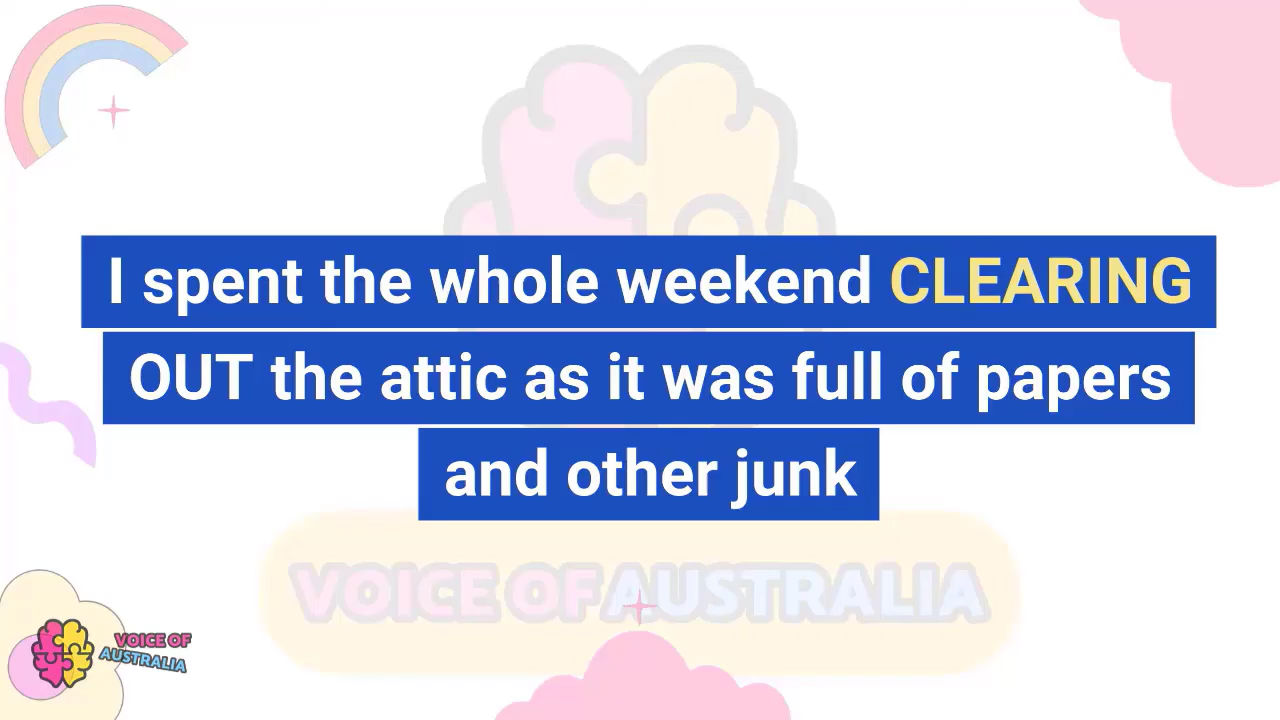 I spent the whole weekend CLEARING
OUT the attic as it was full of papers
and other junk
VOICE OF AUSTRALIA
VOICE OF
AUSTRALIA